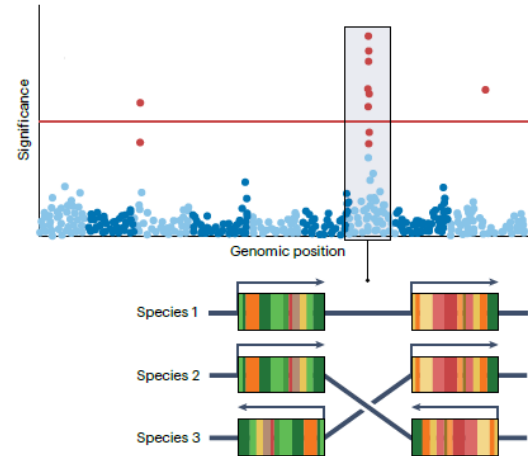 Significance
Genomic position
Species 1
Species 2
Species 3